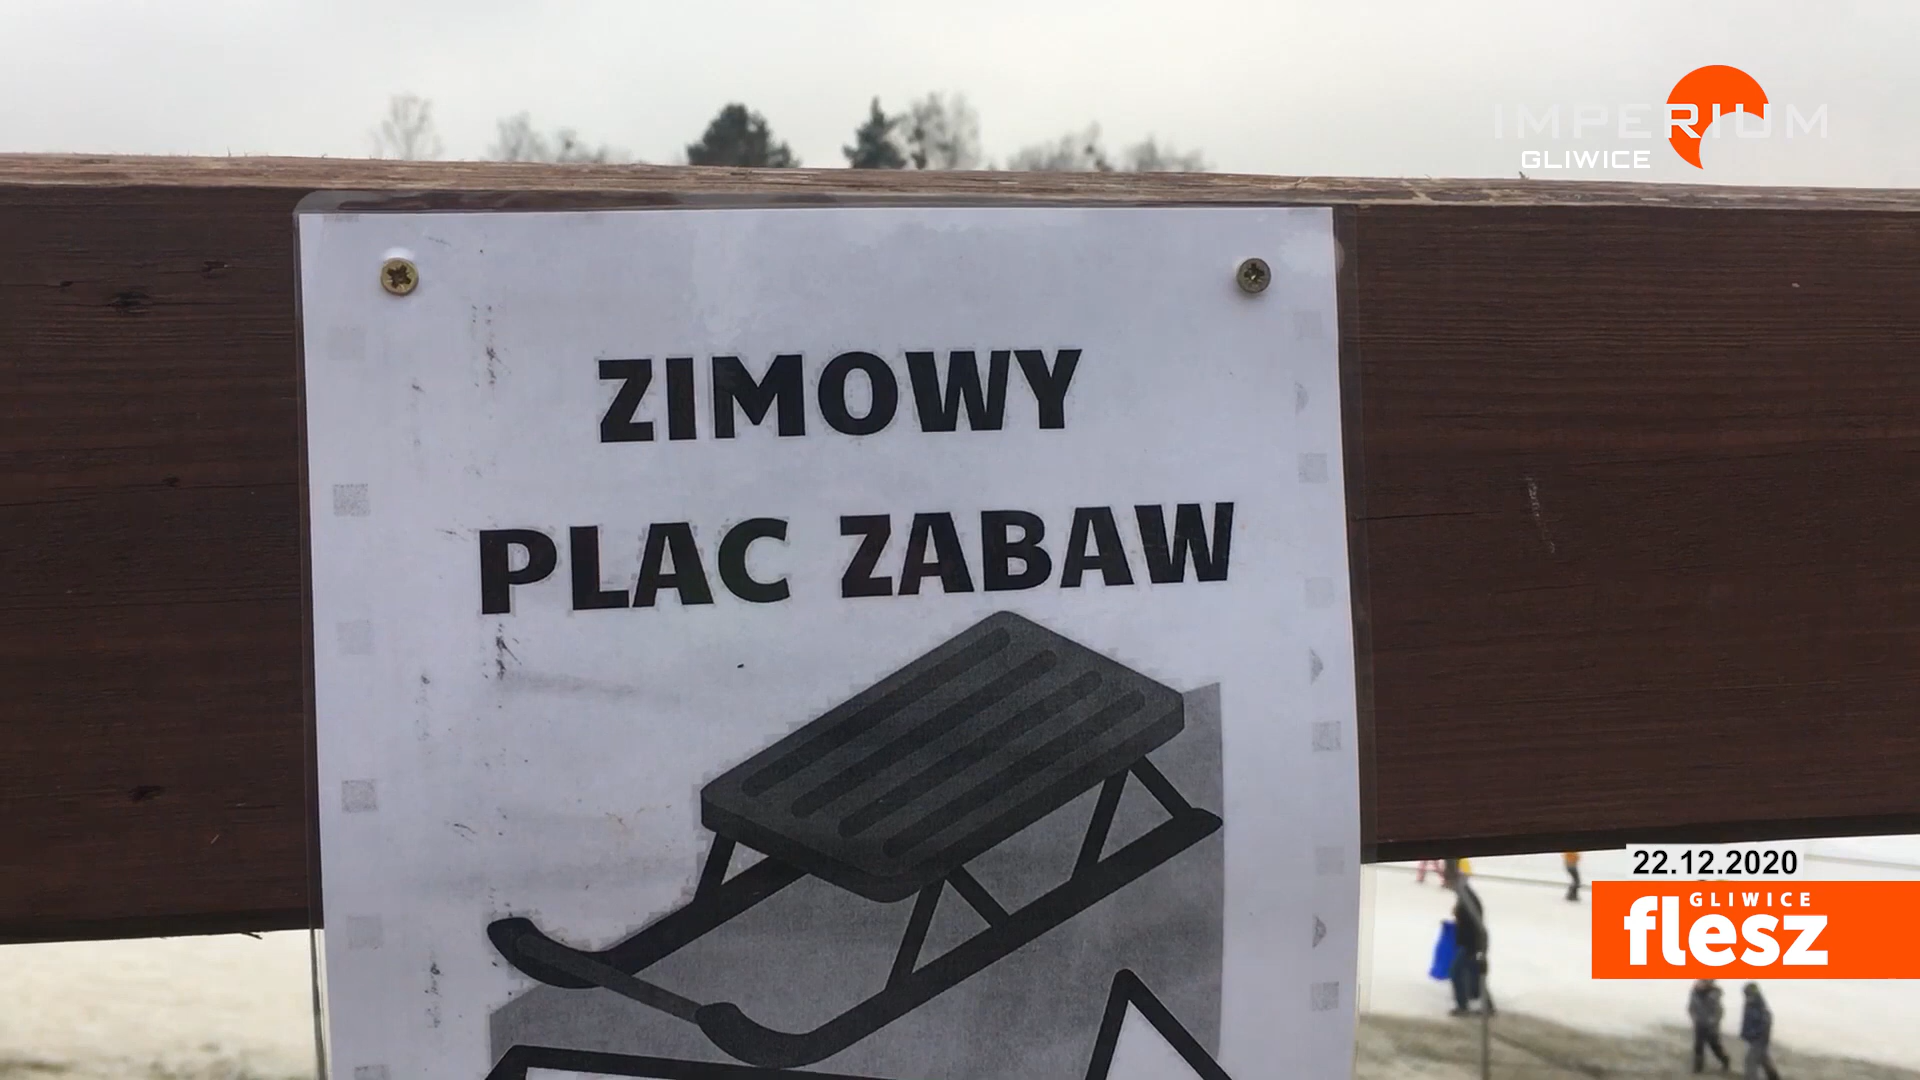 IMPERIUM
GLIWICE
ZIMOWY
PLAC ZABAW
22.12.2020
GLIWICE
flesz